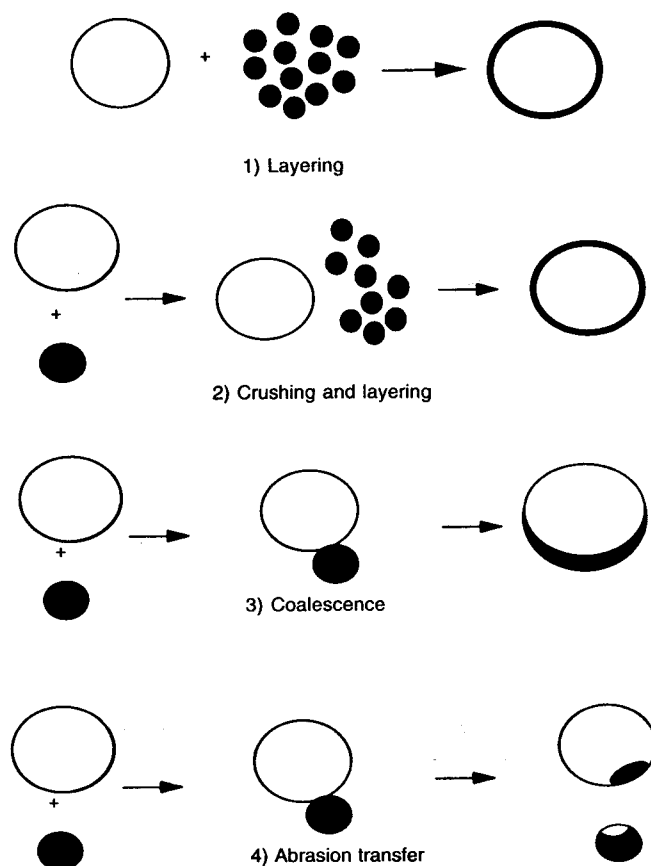 +
1) Layering
+
2) Crushing and layering
+
3) Coalescence
+
4) Abrasion transfer